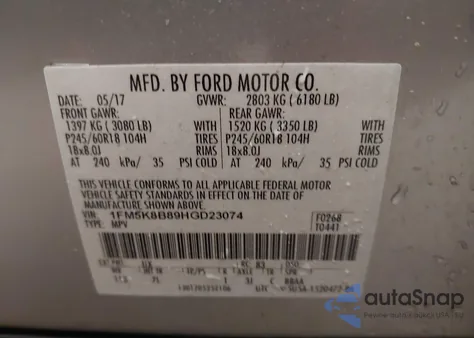 MFD. BY FORD MOTOR CO.
DATE: 05/17 GVWR: 2803 KG ( 6180 LB)
FRONT GAWR: REAR GAWR:
1397 KG ( 3080 LB) WITH 1520 KG ( 3350 LB) WITH
P245/60R18 104H TIRES P245/60R18 104H TIRES
18x8.0J RIMS 18x8.0J RIMS
AT 240 kPa/ 35 PSI COLD AT 240 kPa/ 35 PSI COLD
THIS VEHICLE CONFORMS TO ALL APPLICABLE FEDERAL MOTOR
VEHICLE SAFETY STANDARDS IN EFFECT ON THE DATE OF
MANUFACTURE SHOWN ABOVE.
VIN: 1FM5K8B89HGD23074 F0268
TYPE: MPV T0441
UTC
autoSnap